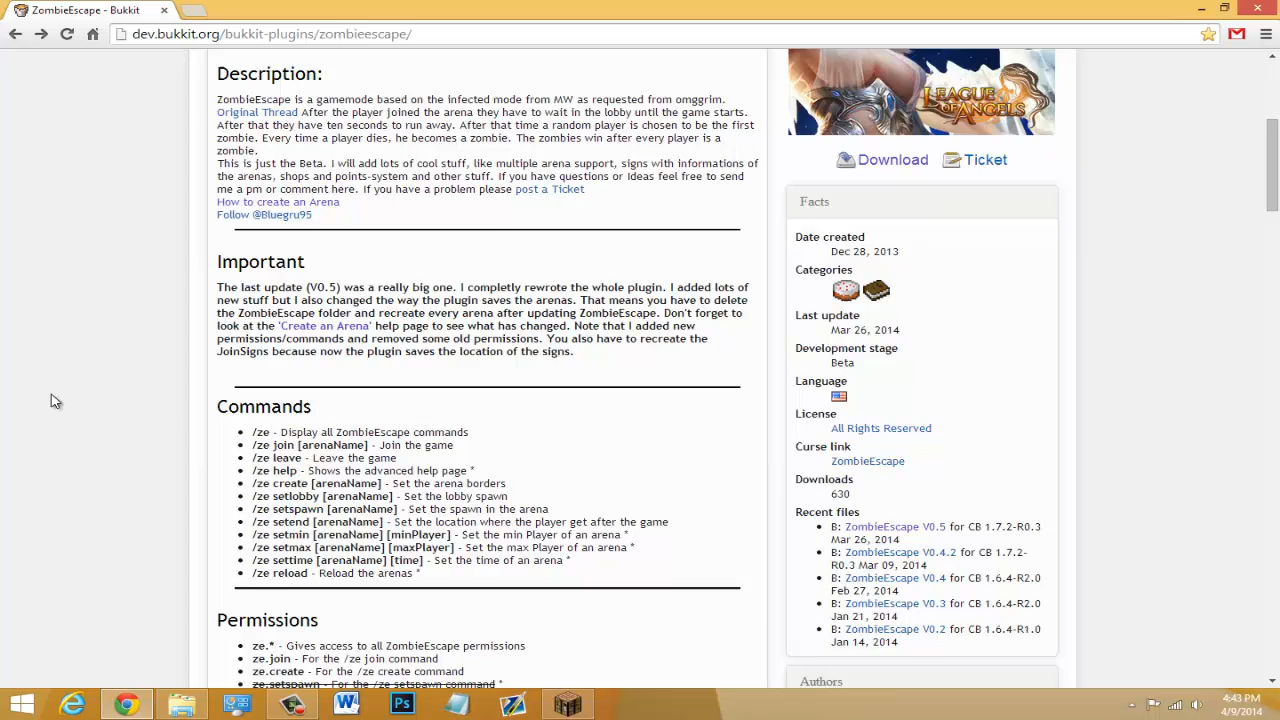 ZombieEscape - Bukkit
dev.bukkit.org/bukkit-plugins/zombieescape/
Description:
ZombieEscape is a gamemode based on the infected mode from MW as requested from omggrim.
Original Thread After the player joined the arena they have to wait in the lobby until the game starts.
After that they have ten seconds to run away. After that time a random player is chosen to be the first
zombie. Every time a player dies, he becomes a zombie. The zombies win after every player is a
zombie.
This is just the Beta. I will add lots of cool stuff, like multiple arena support, signs with informations of
the arenas, shops and points-system and other stuff. If you have questions or Ideas feel free to send
me a pm or comment here. If you have a problem please post a Ticket
How to create an Arena
Follow @Bluegru95
Important
The last update (V0.5) was a really big one. I completly rewrote the whole plugin. I added lots of
new stuff but I also changed the way the plugin saves the arenas. That means you have to delete
the ZombieEscape folder and recreate every arena after updating ZombieEscape. Don't forget to
look at the 'Create an Arena' help page to see what has changed. Note that I added new
permissions/commands and removed some old permissions. You also have to recreate the
JoinSigns because now the plugin saves the location of the signs.
Commands
• /ze - Display all ZombieEscape commands
• /ze join [arenaName] - Join the game
• /ze leave - Leave the game
• /ze help - Shows the advanced help page *
• /ze create [arenaName] - Set the arena borders
• /ze setlobby [arenaName] - Set the lobby spawn
• /ze setspawn [arenaName] - Set the spawn in the arena
• /ze setend [arenaName] - Set the location where the player get after the game
• /ze setmin [arenaName] [minPlayer] - Set the min Player of an arena *
• /ze setmax [arenaName] [maxPlayer] - Set the max Player of an arena *
• /ze settime [arenaName] [time] - Set the time of an arena *
• /ze reload - Reload the arenas *
Permissions
• ze.* - Gives access to all ZombieEscape permissions
• ze.join - For the /ze join command
• ze.create - For the /ze create command
• ze.setspawn - For the /ze setspawn command *
LEAGUE OF ANGELS
Download Ticket
Facts
Date created
Dec 28, 2013
Categories
Last update
Mar 26, 2014
Development stage
Beta
Language
License
All Rights Reserved
Curse link
ZombieEscape
Downloads
630
Recent files
• B: ZombieEscape V0.5 for CB 1.7.2-R0.3
Mar 26, 2014
• B: ZombieEscape V0.4.2 for CB 1.7.2-
R0.3 Mar 09, 2014
• B: ZombieEscape V0.4 for CB 1.6.4-R2.0
Feb 27, 2014
• B: ZombieEscape V0.3 for CB 1.6.4-R2.0
Jan 21, 2014
• B: ZombieEscape V0.2 for CB 1.6.4-R1.0
Jan 14, 2014
Authors
4:43 PM
4/9/2014